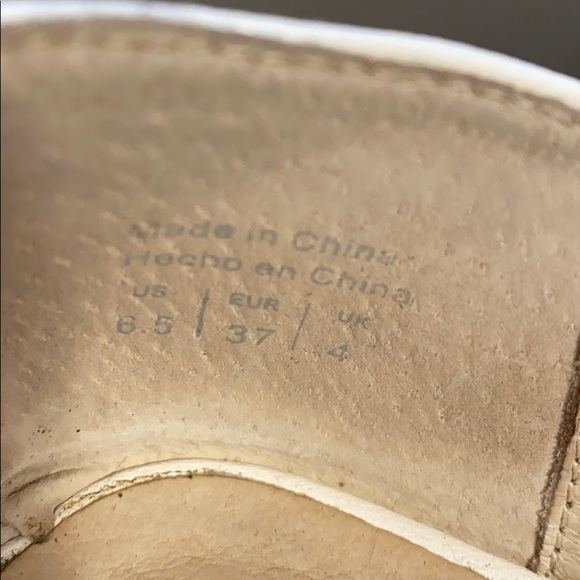 Made in China
Hecho en China
US | EUR | UK
6.5 | 37 | 4